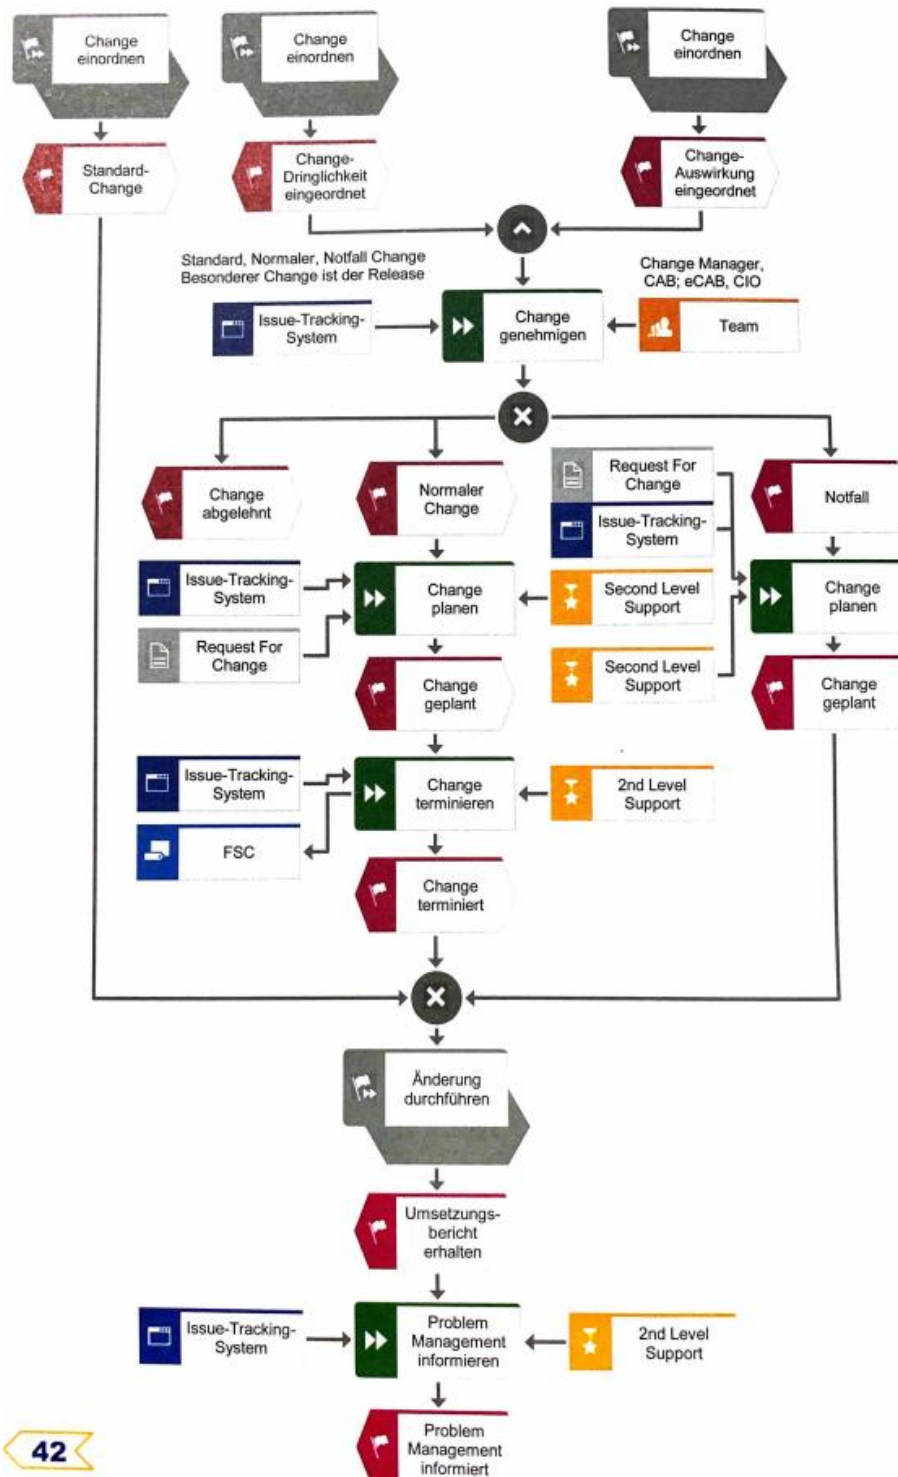 Change
einordnen
Change
einordnen
Change
einordnen
Standard-
Change
Change-
Dringlichkeit
eingeordnet
Change-
Auswirkung
eingeordnet
Standard, Normaler, Notfall Change
Besonderer Change ist der Release
Change Manager,
CAB; eCAB, CIO
Issue-Tracking-
System
Change
genehmigen
Team
Change
abgelehnt
Normaler
Change
Request For
Change
Issue-Tracking-
System
Notfall
Issue-Tracking-
System
Change
planen
Second Level
Support
Change
planen
Request For
Change
Change
geplant
Second Level
Support
Change
geplant
Issue-Tracking-
System
Change
terminieren
2nd Level
Support
FSC
Change
terminiert
Änderung
durchführen
Umsetzungs-
bericht
erhalten
Issue-Tracking-
System
Problem
Management
informieren
2nd Level
Support
Problem
Management
informiert
42